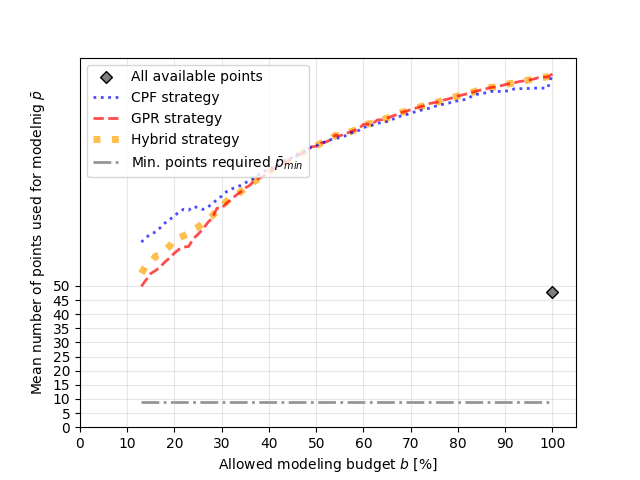 All available points
CPF strategy
GPR strategy
Hybrid strategy
Min. points required p̄min
Mean number of points used for modelnig p̄
50
45
40
35
30
25
20
15
10
5
0
0 10 20 30 40 50 60 70 80 90 100
Allowed modeling budget b [%]